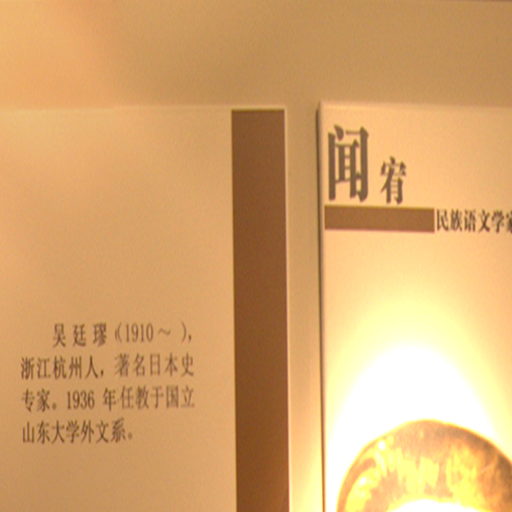 吴廷璆（1910～ ），
浙江杭州人，著名日本史
专家。1936 年任教于国立
山东大学外文系。
闻宥
民族语文学家